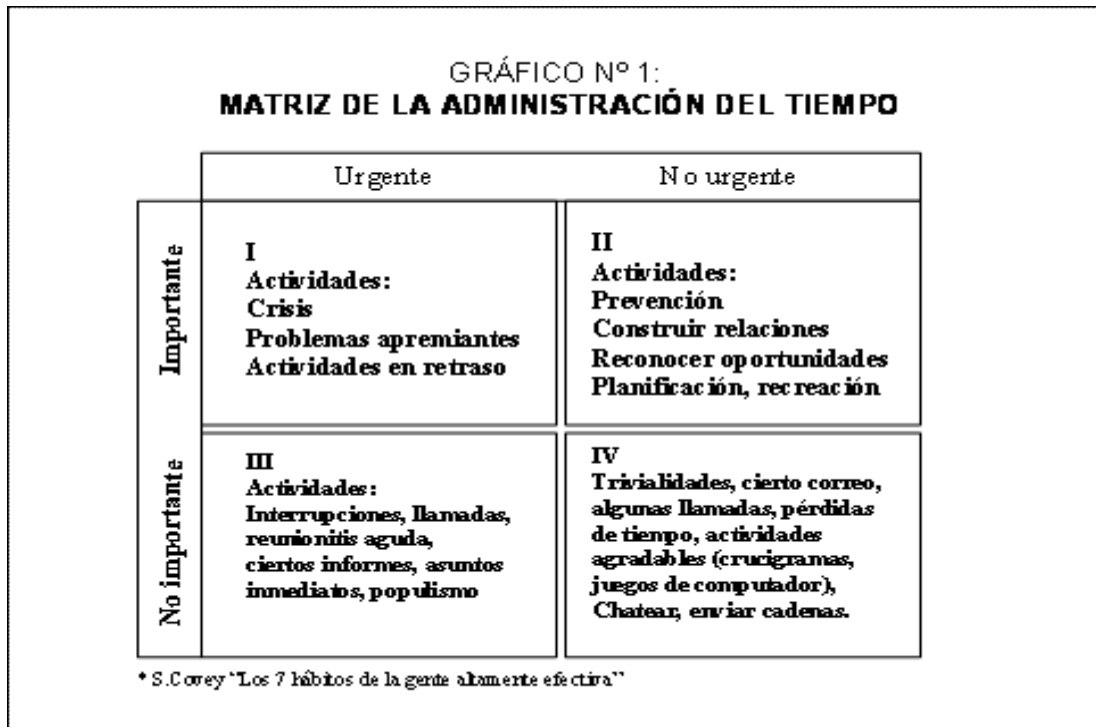 GRÁFICO Nº 1:
MATRIZ DE LA ADMINISTRACIÓN DEL TIEMPO
Urgente
No urgente
Importante
I
Actividades:
Crisis
Problemas apremiantes
Actividades en retraso
II
Actividades:
Prevención
Construir relaciones
Reconocer oportunidades
Planificación, recreación
No importante
III
Actividades:
Interrupciones, llamadas,
reunionitis aguda,
ciertos informes, asuntos
inmediatos, populismo
IV
Trivialidades, cierto correo,
algunas llamadas, pérdidas
de tiempo, actividades
agradables (crucigramas,
juegos de computador),
Chatear, enviar cadenas.
* S.Covey "Los 7 hábitos de la gente altamente efectiva"